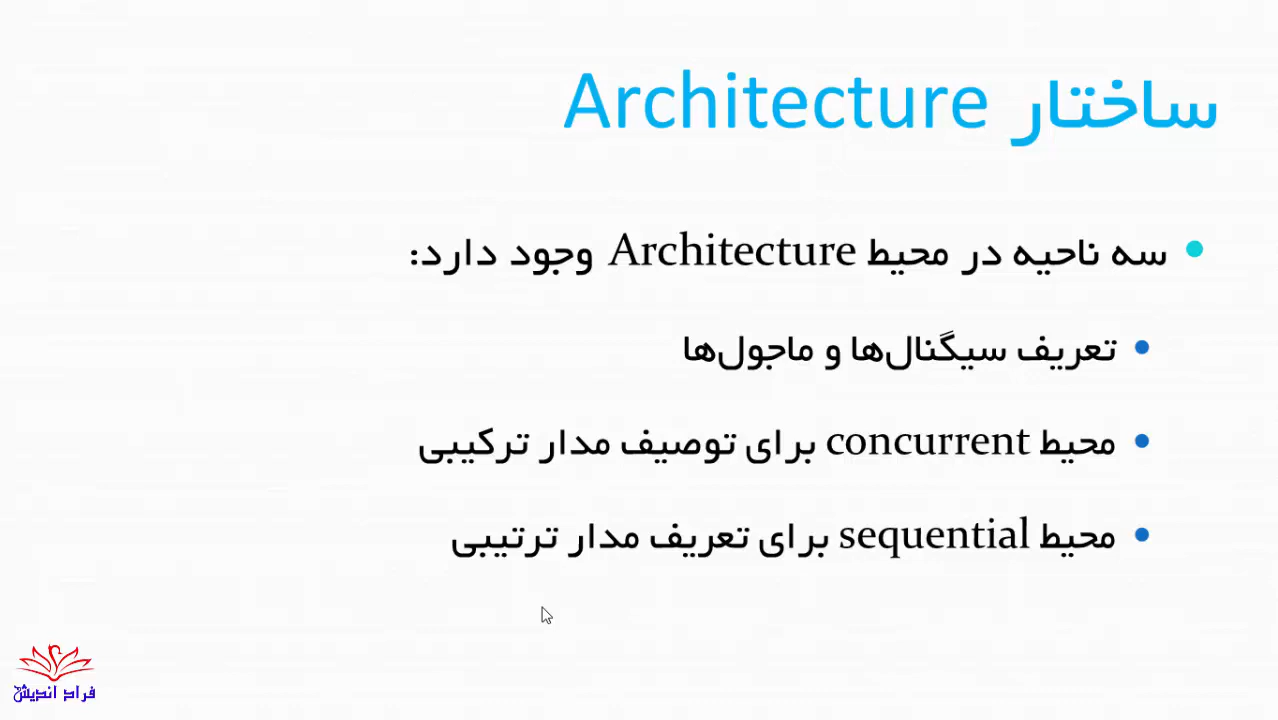 ساختار Architecture
سه ناحیه در محیط Architecture وجود دارد:
تعریف سیگنال‌ها و ماجول‌ها
محیط concurrent برای توصیف مدار ترکیبی
محیط sequential برای تعریف مدار ترتیبی
فراد اندیش